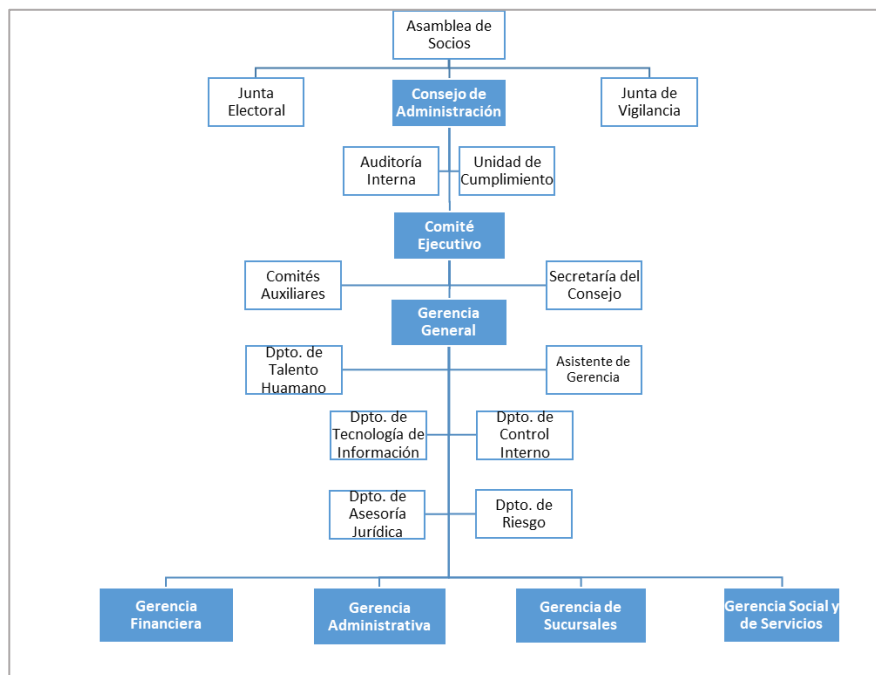 Asamblea de
Socios
Junta
Electoral
Consejo de
Administración
Junta de
Vigilancia
Auditoría
Interna
Unidad de
Cumplimiento
Comité
Ejecutivo
Comités
Auxiliares
Secretaría del
Consejo
Gerencia
General
Dpto. de
Talento
Huamano
Asistente de
Gerencia
Dpto. de
Tecnología de
Información
Dpto. de
Control
Interno
Dpto. de
Asesoría
Jurídica
Dpto. de
Riesgo
Gerencia
Financiera
Gerencia
Administrativa
Gerencia de
Sucursales
Gerencia Social y
de Servicios